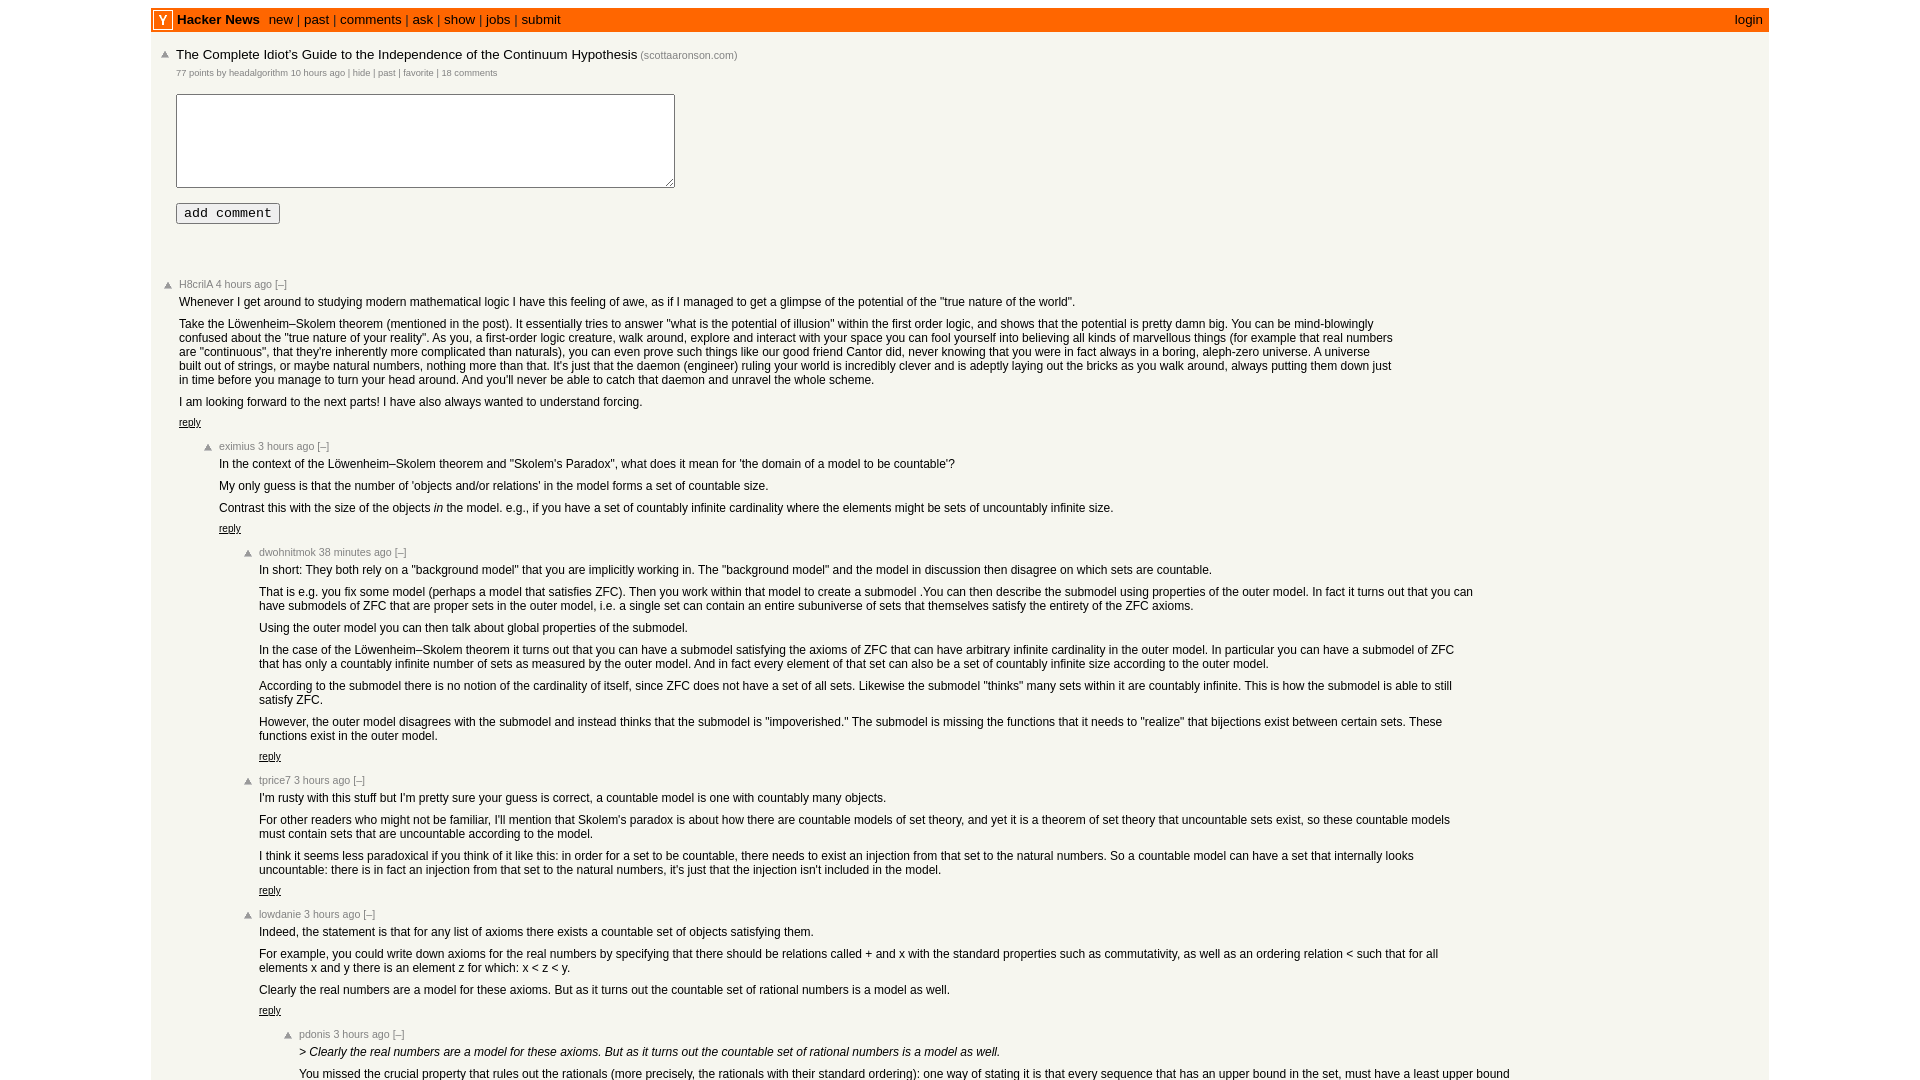 Y Hacker News new | past | comments | ask | show | jobs | submit login
The Complete Idiot's Guide to the Independence of the Continuum Hypothesis (scottaaronson.com)
77 points by headalgorithm 10 hours ago | hide | past | favorite | 18 comments
add comment
H8crilA 4 hours ago [–]
Whenever I get around to studying modern mathematical logic I have this feeling of awe, as if I managed to get a glimpse of the potential of the "true nature of the world".
Take the Löwenheim–Skolem theorem (mentioned in the post). It essentially tries to answer "what is the potential of illusion" within the first order logic, and shows that the potential is pretty damn big. You can be mind-blowingly
confused about the "true nature of your reality". As you, a first-order logic creature, walk around, explore and interact with your space you can fool yourself into believing all kinds of marvellous things (for example that real numbers
are "continuous", that they're inherently more complicated than naturals), you can even prove such things like our good friend Cantor did, never knowing that you were in fact always in a boring, aleph-zero universe. A universe
built out of strings, or maybe natural numbers, nothing more than that. It's just that the daemon (engineer) ruling your world is incredibly clever and is adeptly laying out the bricks as you walk around, always putting them down just
in time before you manage to turn your head around. And you'll never be able to catch that daemon and unravel the whole scheme.
I am looking forward to the next parts! I have also always wanted to understand forcing.
reply
eximius 3 hours ago [–]
In the context of the Löwenheim–Skolem theorem and "Skolem's Paradox", what does it mean for 'the domain of a model to be countable'?
My only guess is that the number of 'objects and/or relations' in the model forms a set of countable size.
Contrast this with the size of the objects in the model. e.g., if you have a set of countably infinite cardinality where the elements might be sets of uncountably infinite size.
reply
dwohnitmok 38 minutes ago [–]
In short: They both rely on a "background model" that you are implicitly working in. The "background model" and the model in discussion then disagree on which sets are countable.
That is e.g. you fix some model (perhaps a model that satisfies ZFC). Then you work within that model to create a submodel .You can then describe the submodel using properties of the outer model. In fact it turns out that you can
have submodels of ZFC that are proper sets in the outer model, i.e. a single set can contain an entire subuniverse of sets that themselves satisfy the entirety of the ZFC axioms.
Using the outer model you can then talk about global properties of the submodel.
In the case of the Löwenheim–Skolem theorem it turns out that you can have a submodel satisfying the axioms of ZFC that can have arbitrary infinite cardinality in the outer model. In particular you can have a submodel of ZFC
that has only a countably infinite number of sets as measured by the outer model. And in fact every element of that set can also be a set of countably infinite size according to the outer model.
According to the submodel there is no notion of the cardinality of itself, since ZFC does not have a set of all sets. Likewise the submodel "thinks" many sets within it are countably infinite. This is how the submodel is able to still
satisfy ZFC.
However, the outer model disagrees with the submodel and instead thinks that the submodel is "impoverished." The submodel is missing the functions that it needs to "realize" that bijections exist between certain sets. These
functions exist in the outer model.
reply
tprice7 3 hours ago [–]
I'm rusty with this stuff but I'm pretty sure your guess is correct, a countable model is one with countably many objects.
For other readers who might not be familiar, I'll mention that Skolem's paradox is about how there are countable models of set theory, and yet it is a theorem of set theory that uncountable sets exist, so these countable models
must contain sets that are uncountable according to the model.
I think it seems less paradoxical if you think of it like this: in order for a set to be countable, there needs to exist an injection from that set to the natural numbers. So a countable model can have a set that internally looks
uncountable: there is in fact an injection from that set to the natural numbers, it's just that the injection isn't included in the model.
reply
lowdanie 3 hours ago [–]
Indeed, the statement is that for any list of axioms there exists a countable set of objects satisfying them.
For example, you could write down axioms for the real numbers by specifying that there should be relations called + and x with the standard properties such as commutativity, as well as an ordering relation < such that for all
elements x and y there is an element z for which: x < z < y.
Clearly the real numbers are a model for these axioms. But as it turns out the countable set of rational numbers is a model as well.
reply
pdonis 3 hours ago [–]
> Clearly the real numbers are a model for these axioms. But as it turns out the countable set of rational numbers is a model as well.
You missed the crucial property that rules out the rationals (more precisely, the rationals with their standard ordering): one way of stating it is that every sequence that has an upper bound in the set, must have a least upper bound